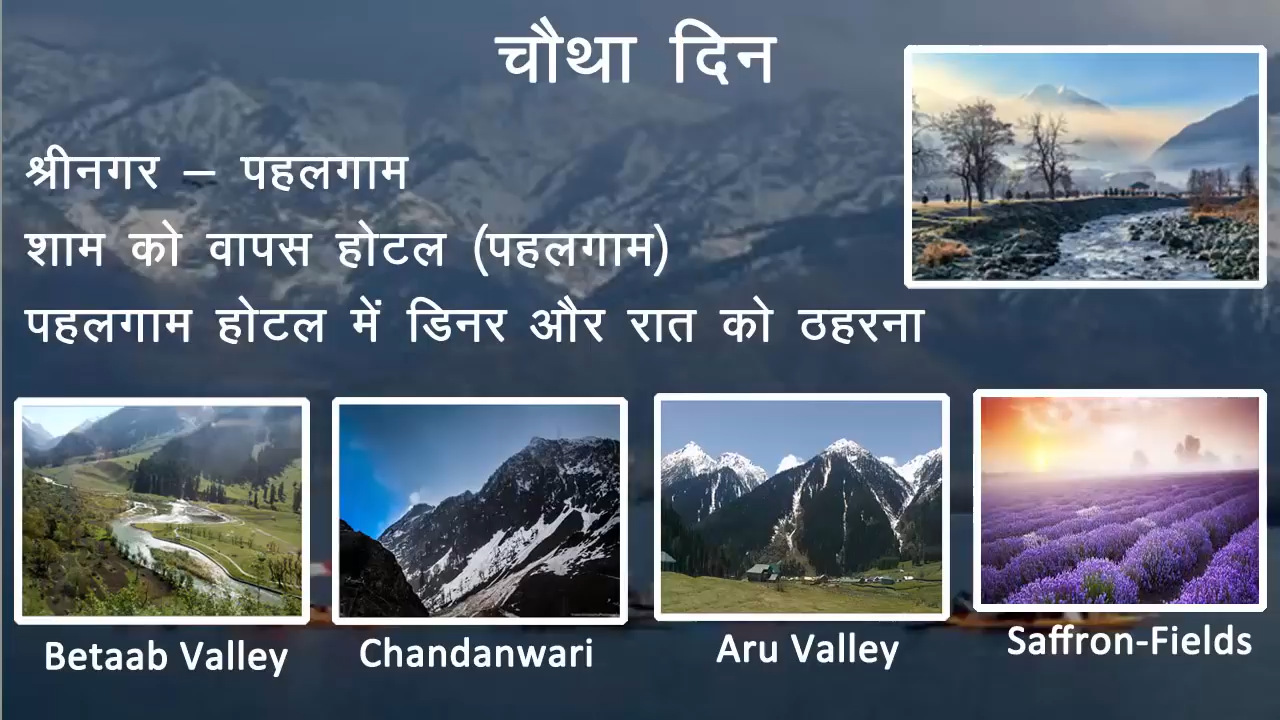 चौथा दिन
श्रीनगर – पहलगाम
शाम को वापस होटल (पहलगाम)
पहलगाम होटल में डिनर और रात को ठहरना
Betaab Valley
Chandanwari
Aru Valley
Saffron-Fields